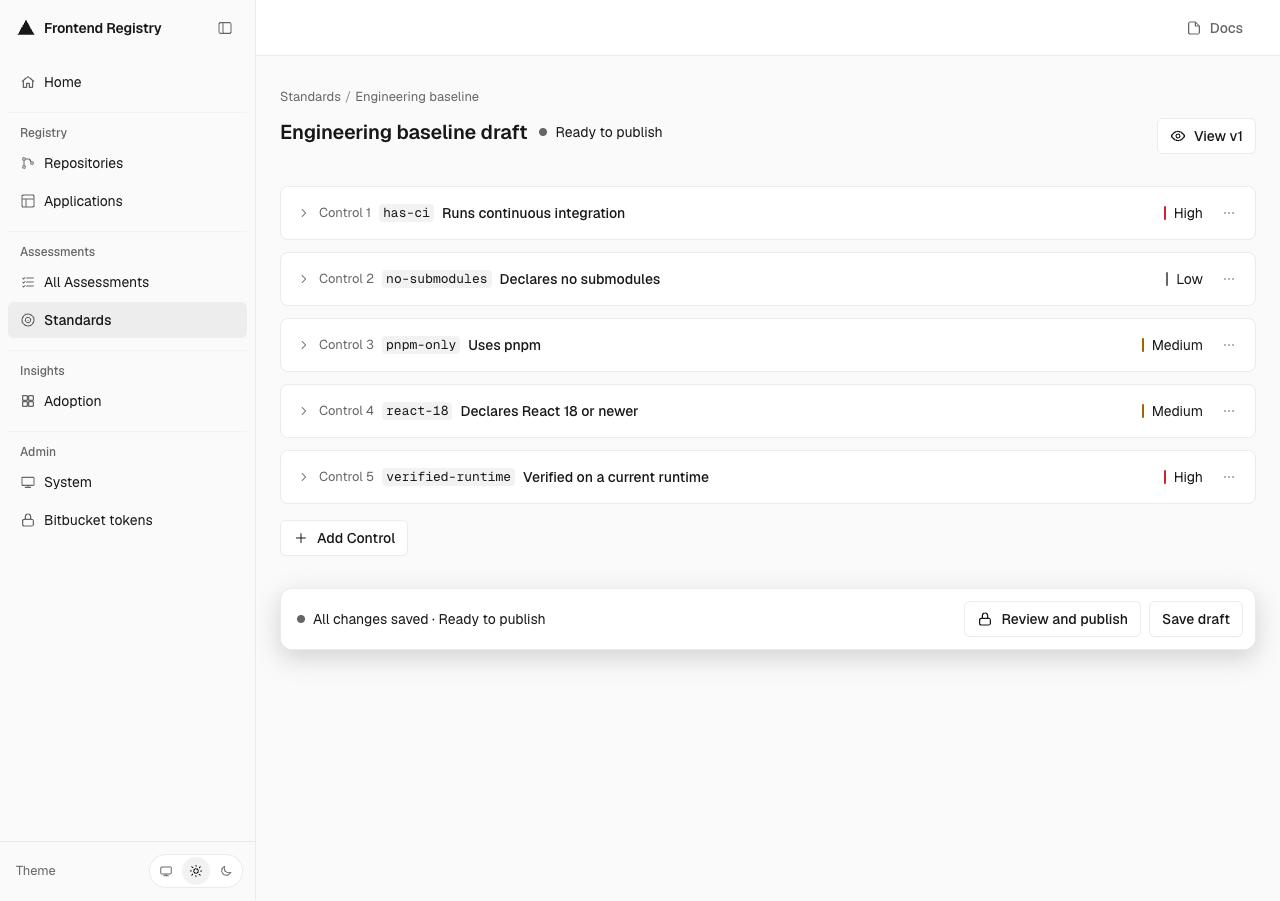 Frontend Registry
Docs
Home
Registry
Repositories
Applications
Assessments
All Assessments
Standards
Insights
Adoption
Admin
System
Bitbucket tokens
Theme
Standards / Engineering baseline
Engineering baseline draft Ready to publish
View v1
Control 1 has-ci Runs continuous integration High
Control 2 no-submodules Declares no submodules Low
Control 3 pnpm-only Uses pnpm Medium
Control 4 react-18 Declares React 18 or newer Medium
Control 5 verified-runtime Verified on a current runtime High
Add Control
All changes saved · Ready to publish Review and publish Save draft